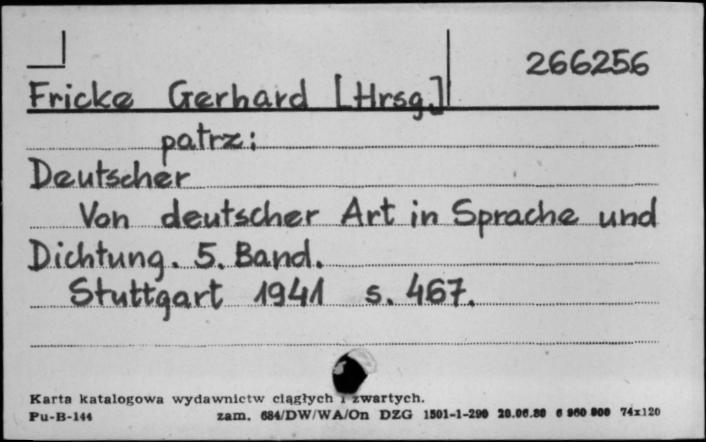 266256
Fricke Gerhard [Hrsg.]
patrz:
Deutscher
Von deutscher Art in Sprache und
Dichtung. 5. Band.
Stuttgart 1941 s. 467.
Karta katalogowa wydawnictw ciągłych i zwartych.
Pu-B-144 zam. 684/DW/WA/On DZG 1501-1-290 20.06.80 6 960 000 74x120